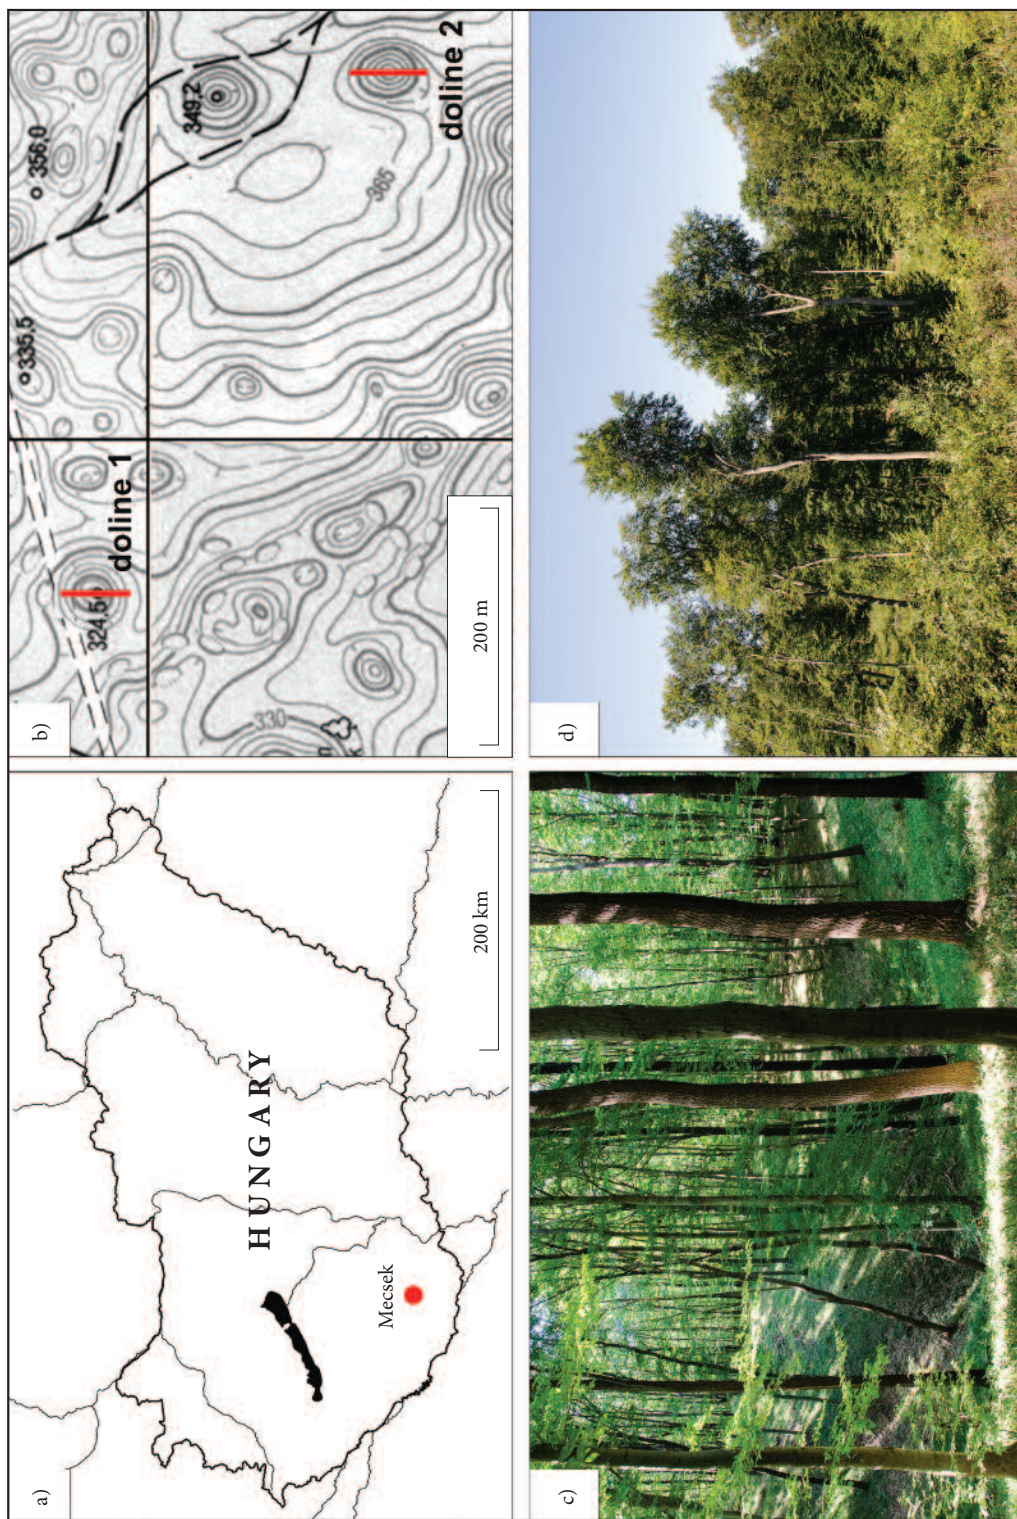 a)
HUNGARY
Mecsek
200 km
b)
335,5
356,0
324,5
doline 1
349,2
365
doline 2
330
200 m
c)
d)